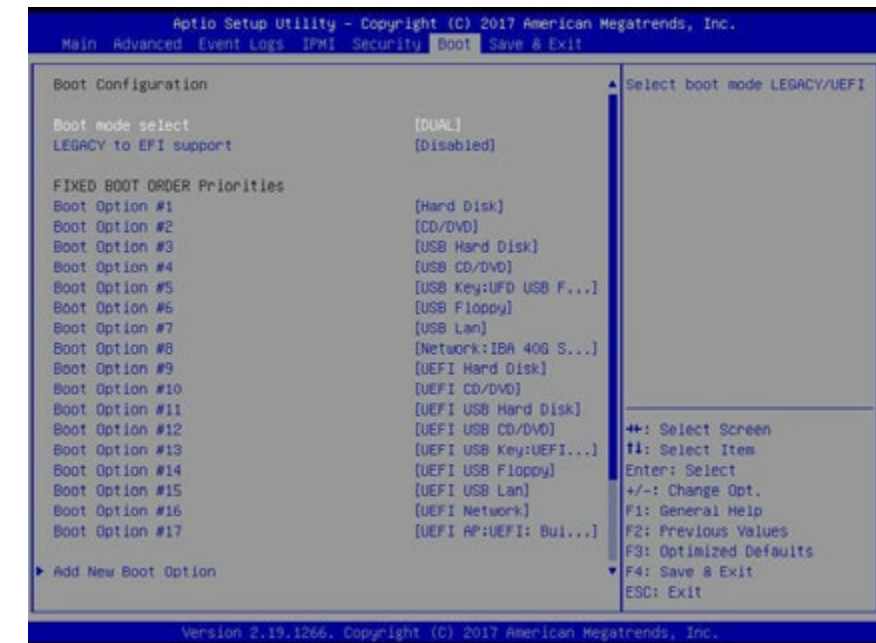 Aptio Setup Utility – Copyright (C) 2017 American Megatrends, Inc.
Main Advanced Event Logs IPMI Security Boot Save & Exit
Boot Configuration
Boot mode select [DUAL]
LEGACY to EFI support [Disabled]
FIXED BOOT ORDER Priorities
Boot Option #1 [Hard Disk]
Boot Option #2 [CD/DVD]
Boot Option #3 [USB Hard Disk]
Boot Option #4 [USB CD/DVD]
Boot Option #5 [USB Key:UFD USB F...]
Boot Option #6 [USB Floppy]
Boot Option #7 [USB Lan]
Boot Option #8 [Network:IBA 40G S...]
Boot Option #9 [UEFI Hard Disk]
Boot Option #10 [UEFI CD/DVD]
Boot Option #11 [UEFI USB Hard Disk]
Boot Option #12 [UEFI USB CD/DVD]
Boot Option #13 [UEFI USB Key:UEFI...]
Boot Option #14 [UEFI USB Floppy]
Boot Option #15 [UEFI USB Lan]
Boot Option #16 [UEFI Network]
Boot Option #17 [UEFI AP:UEFI: Bui...]
Add New Boot Option
Select boot mode LEGACY/UEFI
→←: Select Screen
↑↓: Select Item
Enter: Select
+/-: Change Opt.
F1: General Help
F2: Previous Values
F3: Optimized Defaults
F4: Save & Exit
ESC: Exit
Version 2.19.1266. Copyright (C) 2017 American Megatrends, Inc.